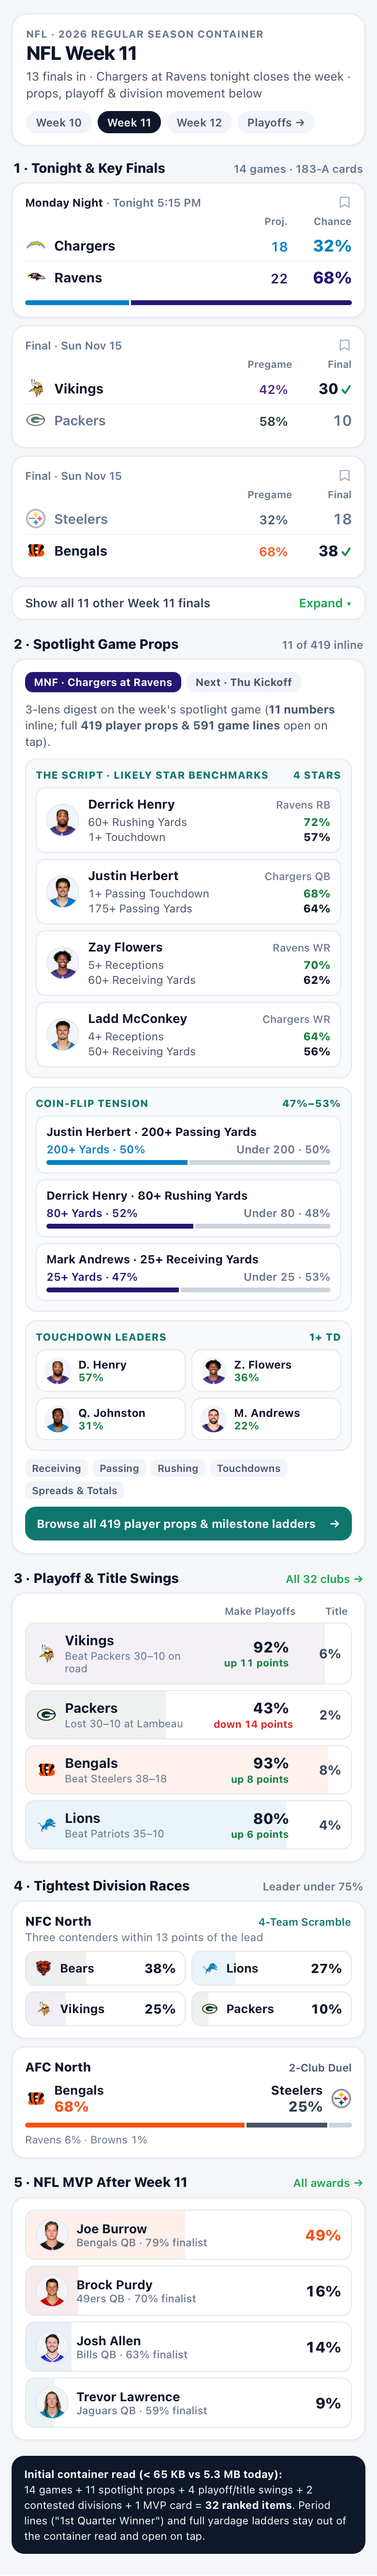 NFL · 2026 REGULAR SEASON CONTAINER
NFL Week 11
13 finals in · Chargers at Ravens tonight closes the week ·
props, playoff & division movement below
Week 10 Week 11 Week 12 Playoffs →
1 · Tonight & Key Finals 14 games · 183-A cards
Monday Night · Tonight 5:15 PM
Proj. Chance
Chargers 18 32%
Ravens 22 68%
Final · Sun Nov 15
Pregame Final
Vikings 42% 30 ✓
Packers 58% 10
Final · Sun Nov 15
Pregame Final
Steelers 32% 18
Bengals 68% 38 ✓
Show all 11 other Week 11 finals Expand ▾
2 · Spotlight Game Props 11 of 419 inline
MNF · Chargers at Ravens Next · Thu Kickoff
3-lens digest on the week's spotlight game (11 numbers
inline; full 419 player props & 591 game lines open on
tap).
THE SCRIPT · LIKELY STAR BENCHMARKS 4 STARS
Derrick Henry Ravens RB
60+ Rushing Yards 72%
1+ Touchdown 57%
Justin Herbert Chargers QB
1+ Passing Touchdown 68%
175+ Passing Yards 64%
Zay Flowers Ravens WR
5+ Receptions 70%
60+ Receiving Yards 62%
Ladd McConkey Chargers WR
4+ Receptions 64%
50+ Receiving Yards 56%
COIN-FLIP TENSION 47%–53%
Justin Herbert · 200+ Passing Yards
200+ Yards · 50% Under 200 · 50%
Derrick Henry · 80+ Rushing Yards
80+ Yards · 52% Under 80 · 48%
Mark Andrews · 25+ Receiving Yards
25+ Yards · 47% Under 25 · 53%
TOUCHDOWN LEADERS 1+ TD
D. Henry Z. Flowers
57% 36%
Q. Johnston M. Andrews
31% 22%
Receiving Passing Rushing Touchdowns
Spreads & Totals
Browse all 419 player props & milestone ladders →
3 · Playoff & Title Swings All 32 clubs →
Make Playoffs Title
Vikings 92% 6%
Beat Packers 30–10 on
road
up 11 points
Packers 43% 2%
Lost 30–10 at Lambeau down 14 points
Bengals 93% 8%
Beat Steelers 38–18 up 8 points
Lions 80% 4%
Beat Patriots 35–10 up 6 points
4 · Tightest Division Races Leader under 75%
NFC North 4-Team Scramble
Three contenders within 13 points of the lead
Bears 38% Lions 27%
Vikings 25% Packers 10%
AFC North 2-Club Duel
Bengals Steelers
68% 25%
Ravens 6% · Browns 1%
5 · NFL MVP After Week 11 All awards →
Joe Burrow 49%
Bengals QB · 79% finalist
Brock Purdy 16%
49ers QB · 70% finalist
Josh Allen 14%
Bills QB · 63% finalist
Trevor Lawrence 9%
Jaguars QB · 59% finalist
Initial container read (< 65 KB vs 5.3 MB today):
14 games + 11 spotlight props + 4 playoff/title swings + 2
contested divisions + 1 MVP card = 32 ranked items. Period
lines ("1st Quarter Winner") and full yardage ladders stay out of
the container read and open on tap.